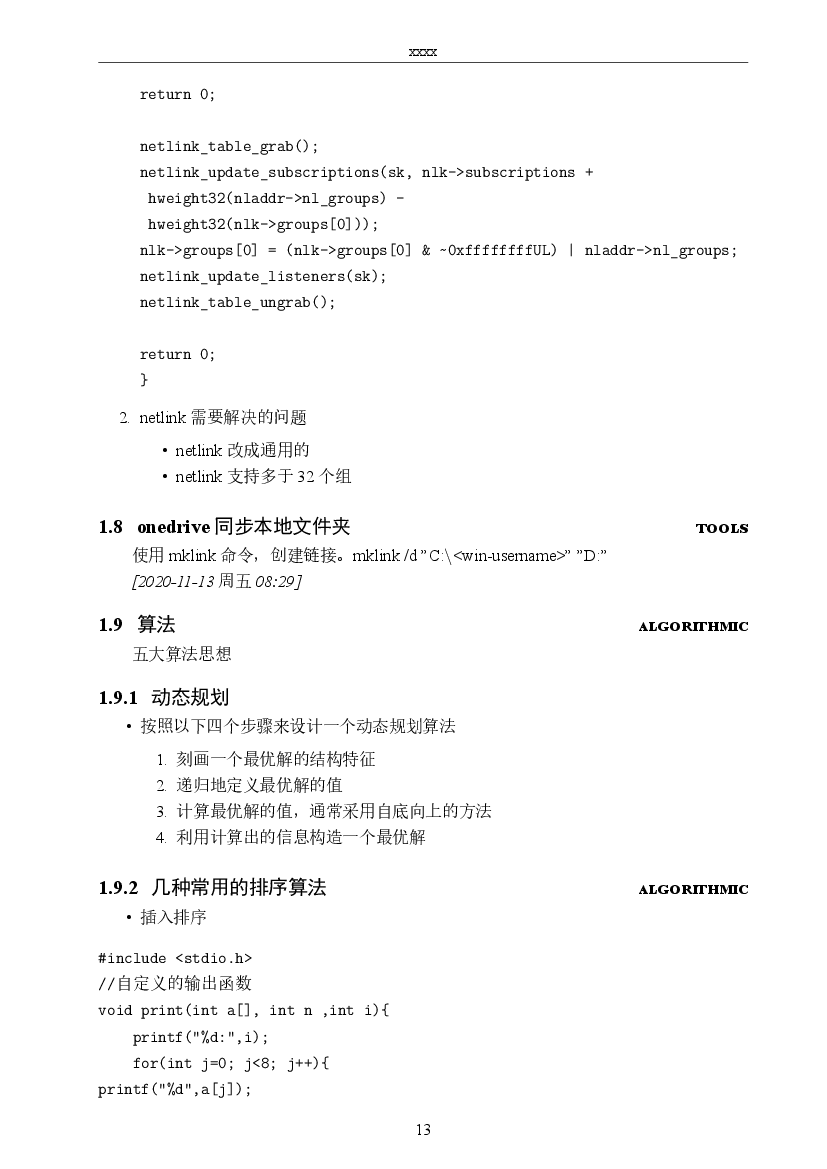 xxxx
return 0;
netlink_table_grab();
netlink_update_subscriptions(sk, nlk->subscriptions +
hweight32(nladdr->nl_groups) -
hweight32(nlk->groups[0]));
nlk->groups[0] = (nlk->groups[0] & ~0xffffffffUL) | nladdr->nl_groups;
netlink_update_listeners(sk);
netlink_table_ungrab();
return 0;
}
2. netlink 需要解决的问题
• netlink 改成通用的
• netlink 支持多于 32 个组
1.8 onedrive 同步本地文件夹 TOOLS
使用 mklink 命令，创建链接。mklink /d ”C:\<win-username>” ”D:”
[2020-11-13 周五 08:29]
1.9 算法 ALGORITHMIC
五大算法思想
1.9.1 动态规划
• 按照以下四个步骤来设计一个动态规划算法
1. 刻画一个最优解的结构特征
2. 递归地定义最优解的值
3. 计算最优解的值，通常采用自底向上的方法
4. 利用计算出的信息构造一个最优解
1.9.2 几种常用的排序算法 ALGORITHMIC
• 插入排序
#include <stdio.h>
//自定义的输出函数
void print(int a[], int n ,int i){
printf("%d:",i);
for(int j=0; j<8; j++){
printf("%d",a[j]);
13